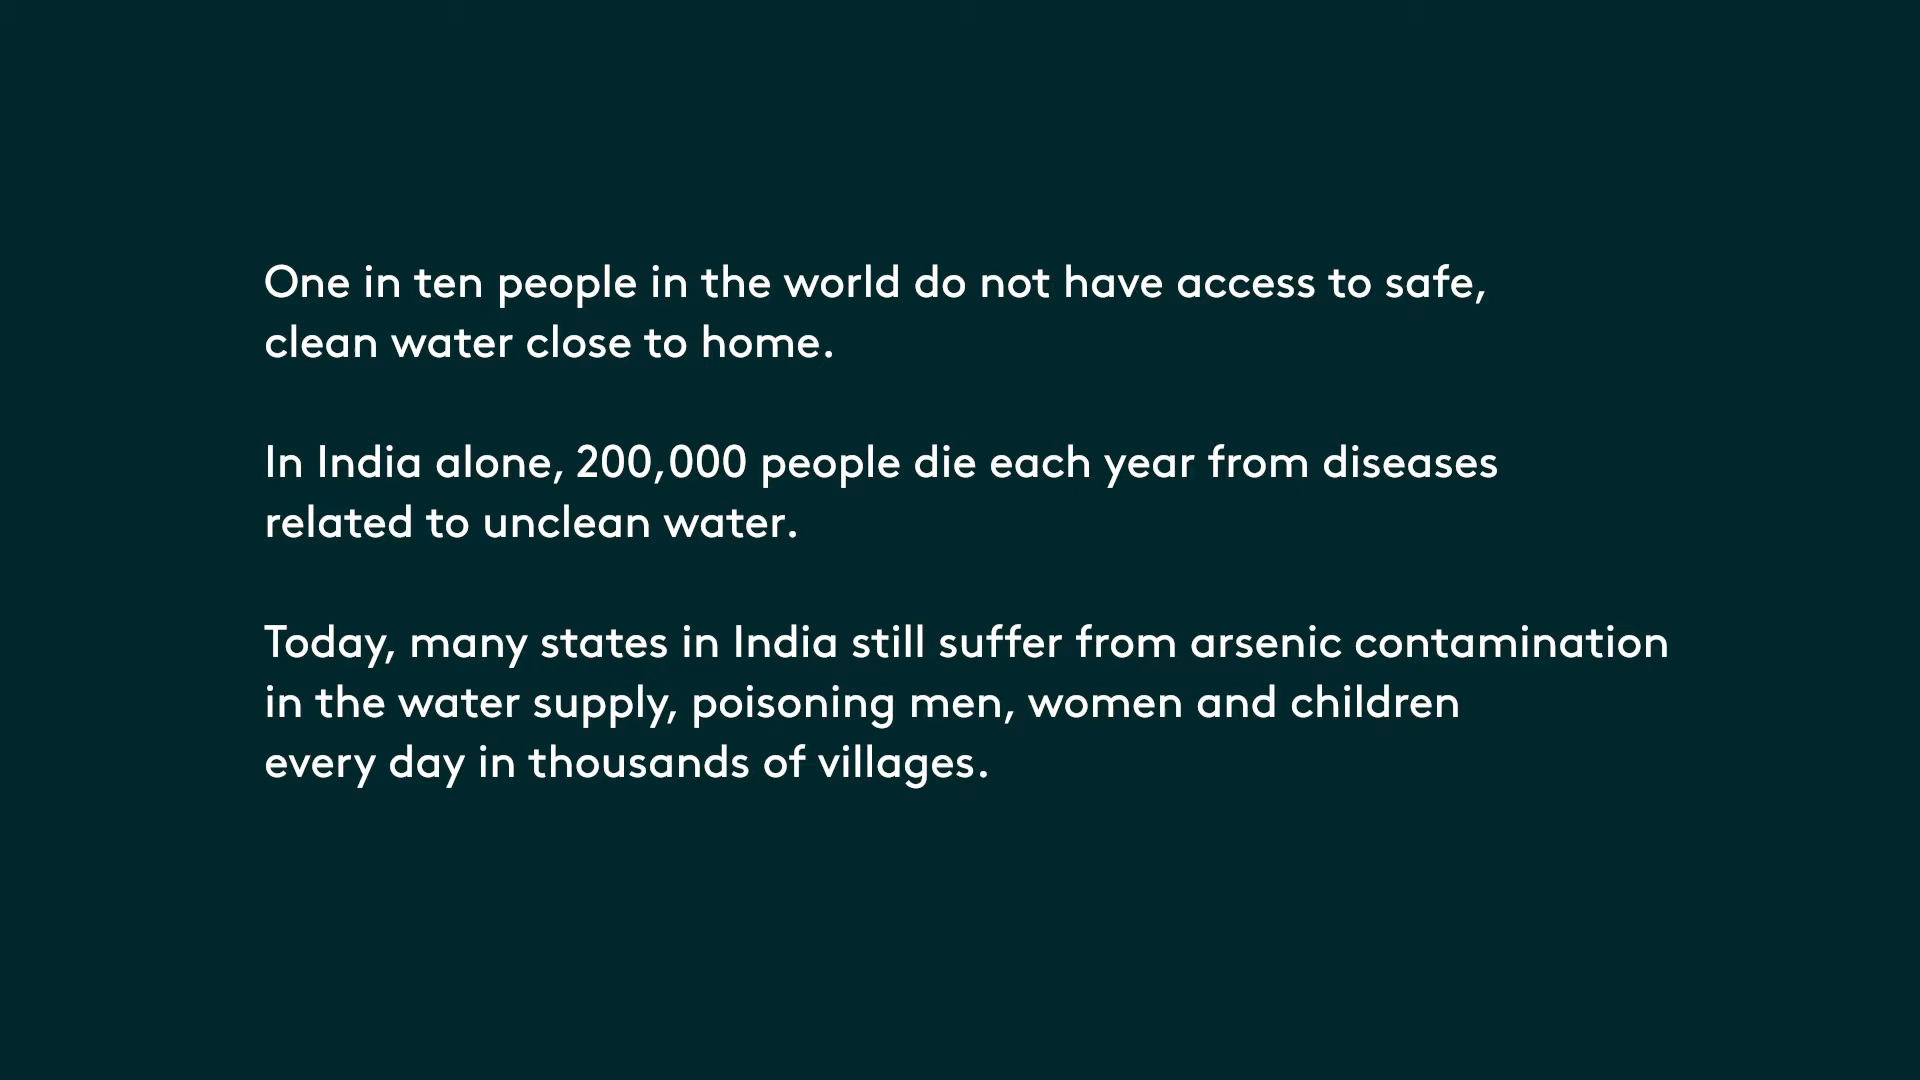 One in ten people in the world do not have access to safe,
clean water close to home.
In India alone, 200,000 people die each year from diseases
related to unclean water.
Today, many states in India still suffer from arsenic contamination
in the water supply, poisoning men, women and children
every day in thousands of villages.